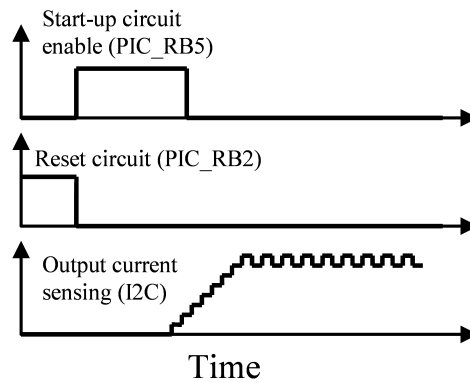 Start-up circuit
enable (PIC_RB5)
Reset circuit (PIC_RB2)
Output current
sensing (I2C)
Time